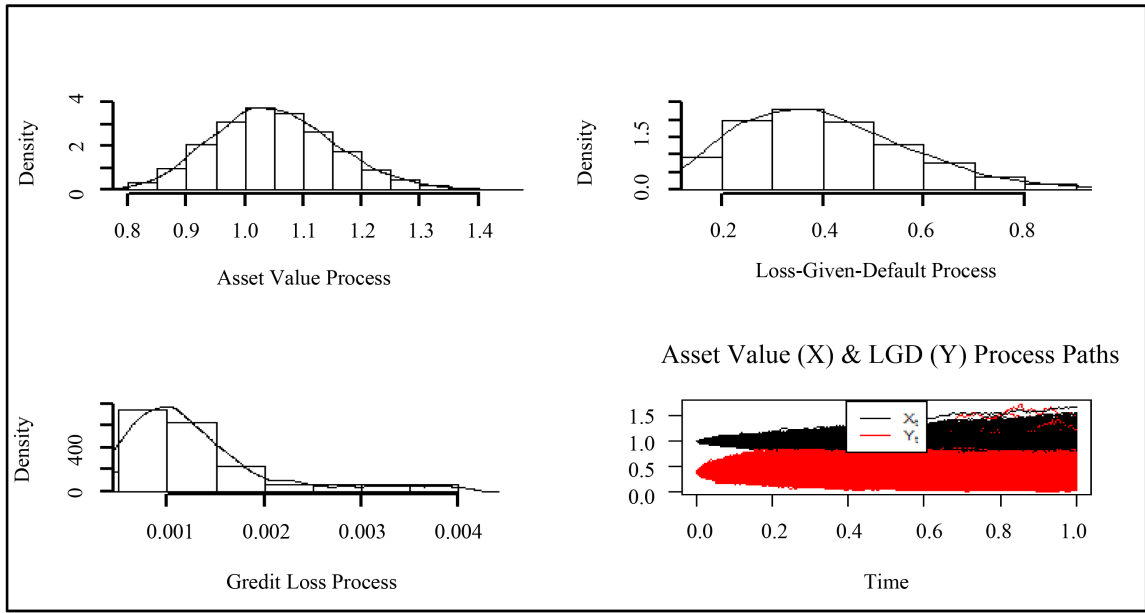 Density
4
2
0
0.8 0.9 1.0 1.1 1.2 1.3 1.4
Asset Value Process
Density
1.5
0.0
0.2 0.4 0.6 0.8
Loss-Given-Default Process
Density
400
0
0.001 0.002 0.003 0.004
Gredit Loss Process
Asset Value (X) & LGD (Y) Process Paths
1.5
1.0
0.5
0.0
Xt
Yt
0.0 0.2 0.4 0.6 0.8 1.0
Time